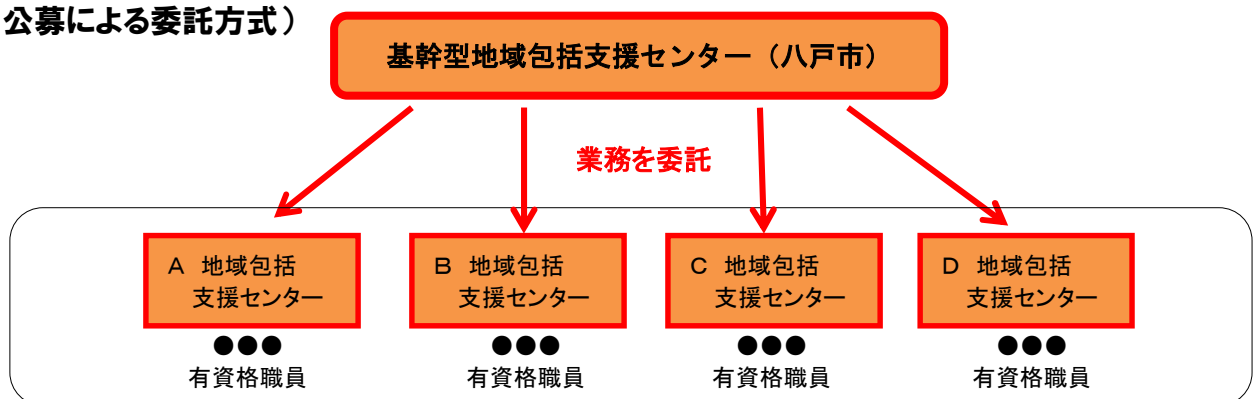 公募による委託方式）
基幹型地域包括支援センター（八戸市）
業務を委託
A 地域包括
支援センター
B 地域包括
支援センター
C 地域包括
支援センター
D 地域包括
支援センター
●●●
有資格職員
●●●
有資格職員
●●●
有資格職員
●●●
有資格職員